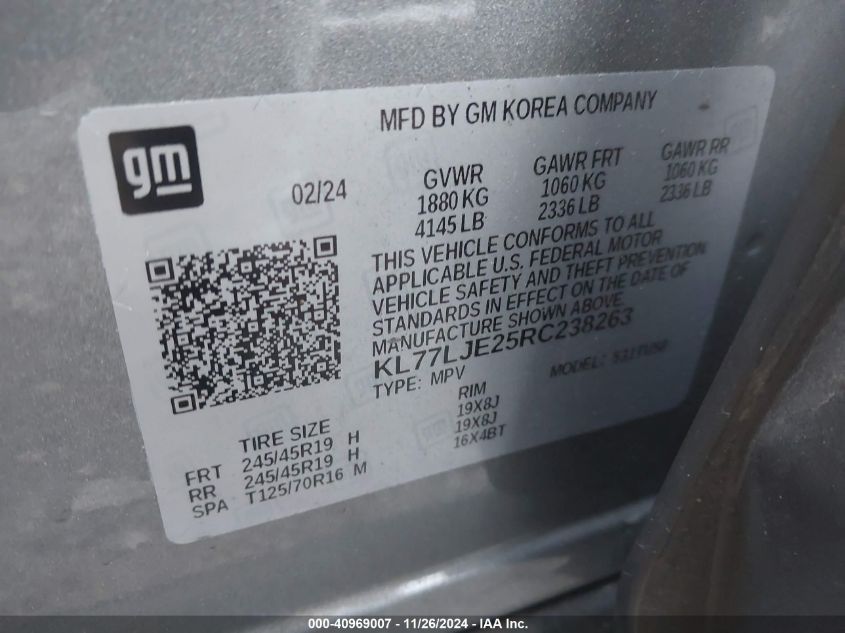 gm
MFD BY GM KOREA COMPANY
02/24
GVWR
1880 KG
4145 LB
GAWR FRT
1060 KG
2336 LB
GAWR RR
1060 KG
2336 LB
THIS VEHICLE CONFORMS TO ALL
APPLICABLE U.S. FEDERAL MOTOR
VEHICLE SAFETY AND THEFT PREVENTION
STANDARDS IN EFFECT ON THE DATE OF
MANUFACTURE SHOWN ABOVE
KL77LJE25RC238263
TYPE: MPV
MODEL:
TIRE SIZE
RIM
FRT 245/45R19 H 19X8J
RR 245/45R19 H 19X8J
SPA T125/70R16 M 16X4BT
000-40969007 - 11/26/2024 - IAA Inc.